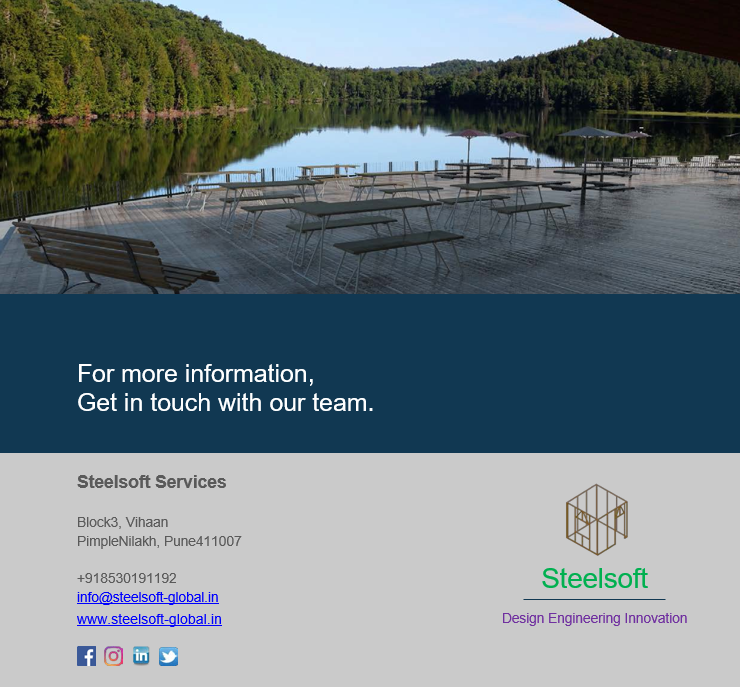 For more information,
Get in touch with our team.
Steelsoft Services
Block3, Vihaan
PimpleNilakh, Pune411007
+918530191192
info@steelsoft-global.in
www.steelsoft-global.in
Steelsoft
Design Engineering Innovation